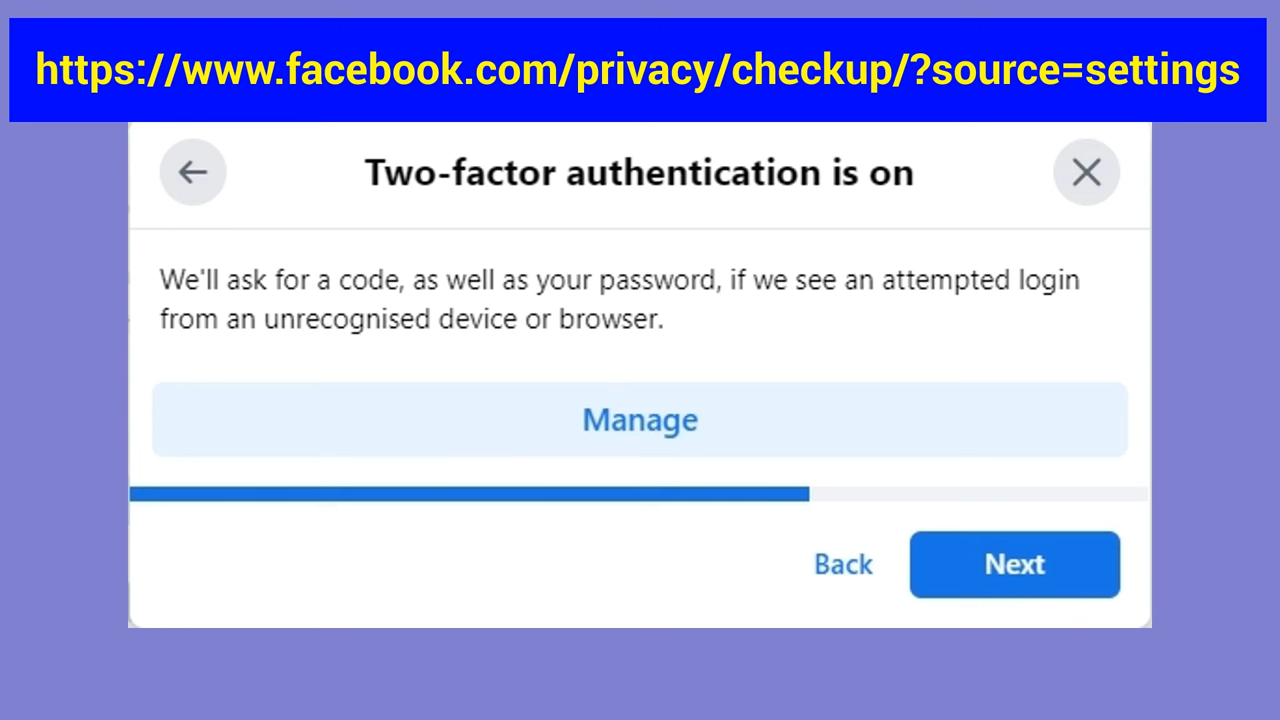 https://www.facebook.com/privacy/checkup/?source=settings
Two-factor authentication is on
We'll ask for a code, as well as your password, if we see an attempted login
from an unrecognised device or browser.
Manage
Back
Next